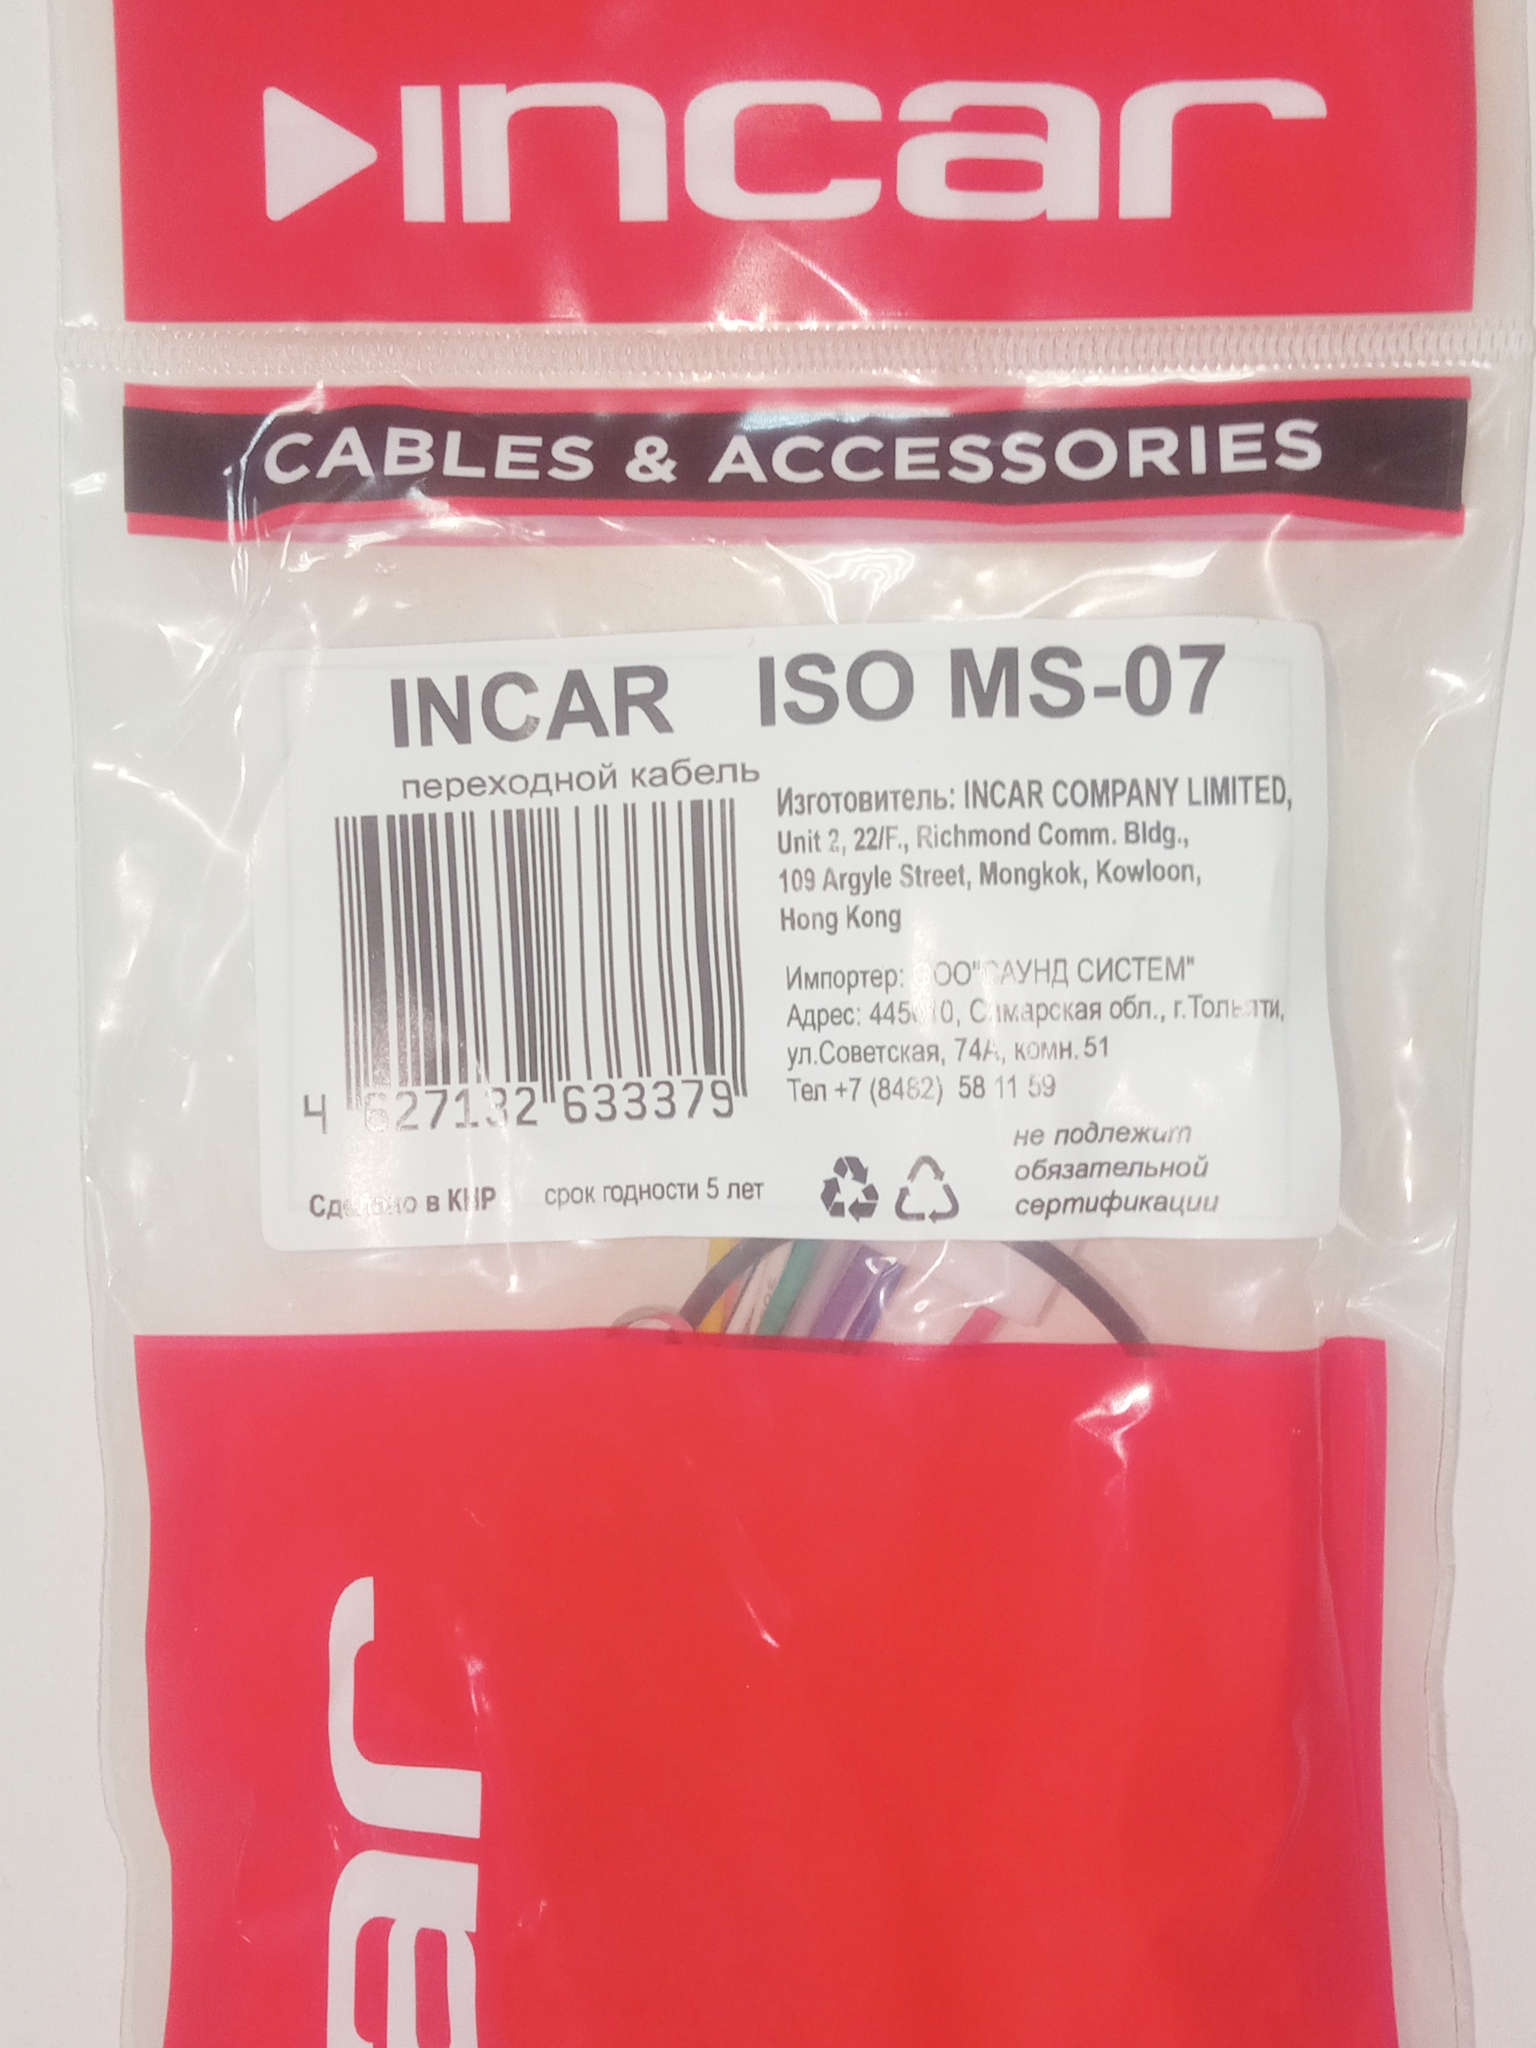 incar
CABLES & ACCESSORIES
INCAR ISO MS-07
переходной кабель
Изготовитель: INCAR COMPANY LIMITED,
Unit 2, 22/F., Richmond Comm. Bldg.,
109 Argyle Street, Mongkok, Kowloon,
Hong Kong
Импортер: ООО"САУНД СИСТЕМ"
Адрес: 445010, Самарская обл., г.Тольятти,
ул.Советская, 74А, комн. 51
Тел +7 (8482) 58 11 59
4 627132 633379
не подлежит
обязательной
сертификации
Сделано в КНР срок годности 5 лет
ar